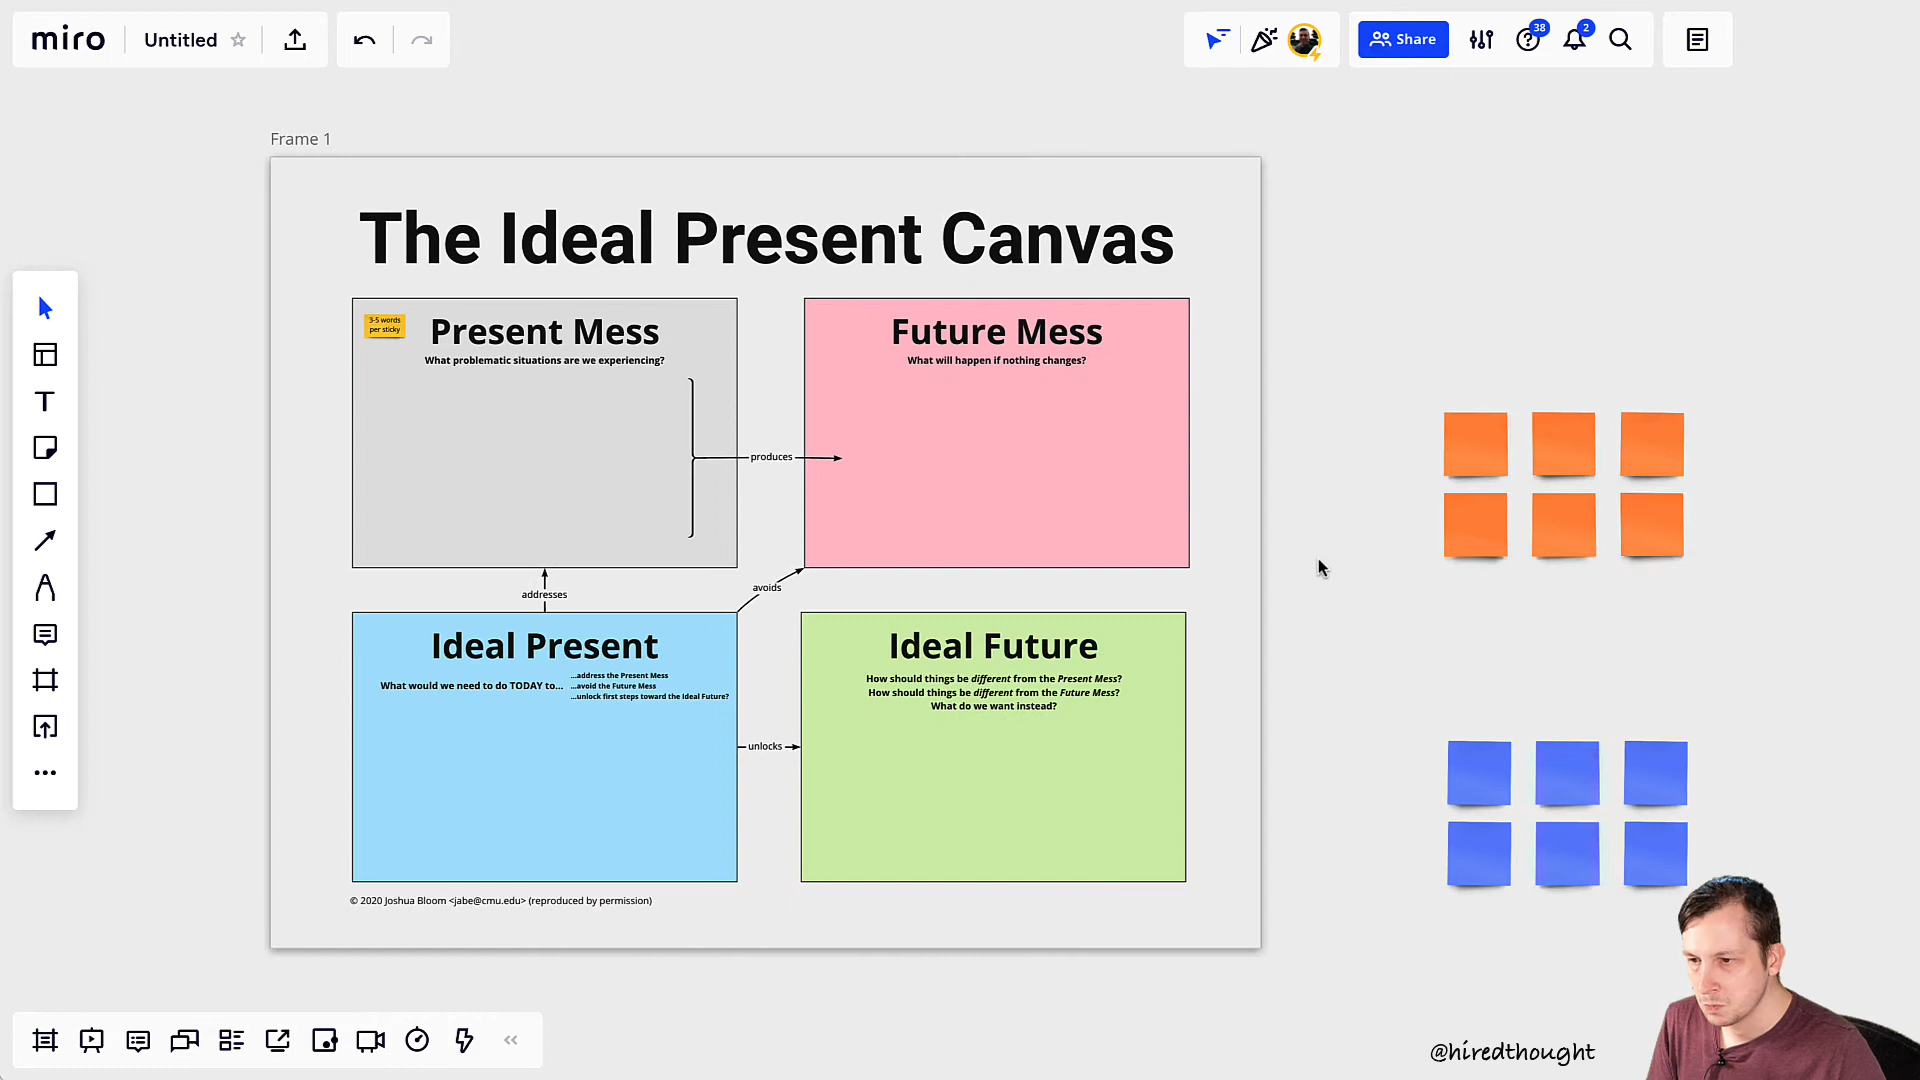 miro
Untitled
Share
38
2
Frame 1
The Ideal Present Canvas
3-5 words
per sticky
Present Mess
What problematic situations are we experiencing?
Future Mess
What will happen if nothing changes?
produces
addresses
avoids
Ideal Present
What would we need to do TODAY to...
...address the Present Mess
...avoid the Future Mess
...unlock first steps toward the Ideal Future?
Ideal Future
How should things be different from the Present Mess?
How should things be different from the Future Mess?
What do we want instead?
unlocks
© 2020 Joshua Bloom <jabe@cmu.edu> (reproduced by permission)
@hiredthought